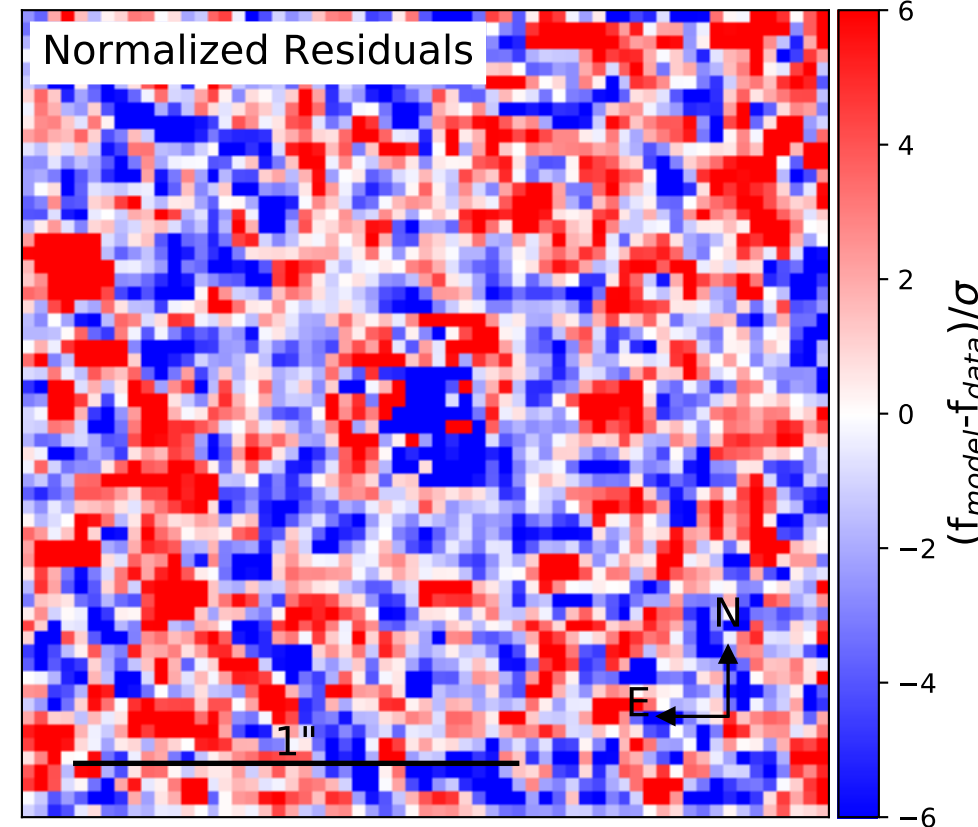 Normalized Residuals
6
4
2
0
−2
−4
−6
(f_model-f_data)/σ
N
E
1"